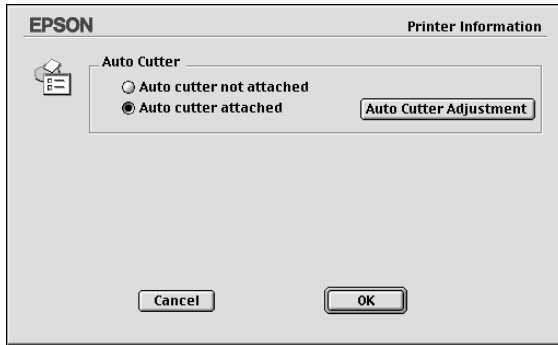 EPSON
Printer Information
Auto Cutter
Auto cutter not attached
Auto cutter attached
Auto Cutter Adjustment
Cancel
OK